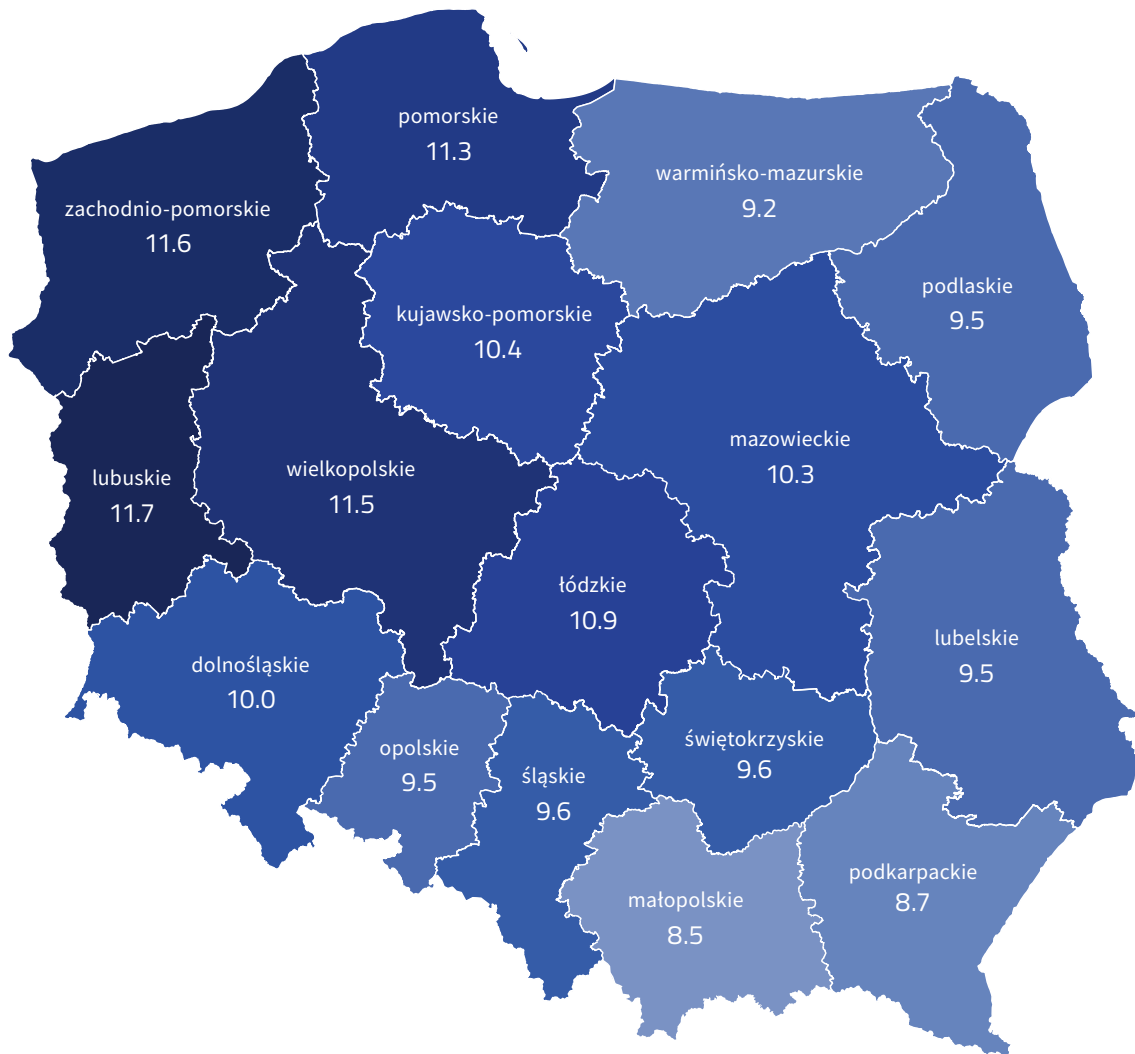 pomorskie
11.3
warmińsko-mazurskie
9.2
zachodnio-pomorskie
11.6
podlaskie
9.5
kujawsko-pomorskie
10.4
mazowieckie
10.3
wielkopolskie
11.5
lubuskie
11.7
łódzkie
10.9
lubelskie
9.5
dolnośląskie
10.0
opolskie
9.5
śląskie
9.6
świętokrzyskie
9.6
małopolskie
8.5
podkarpackie
8.7